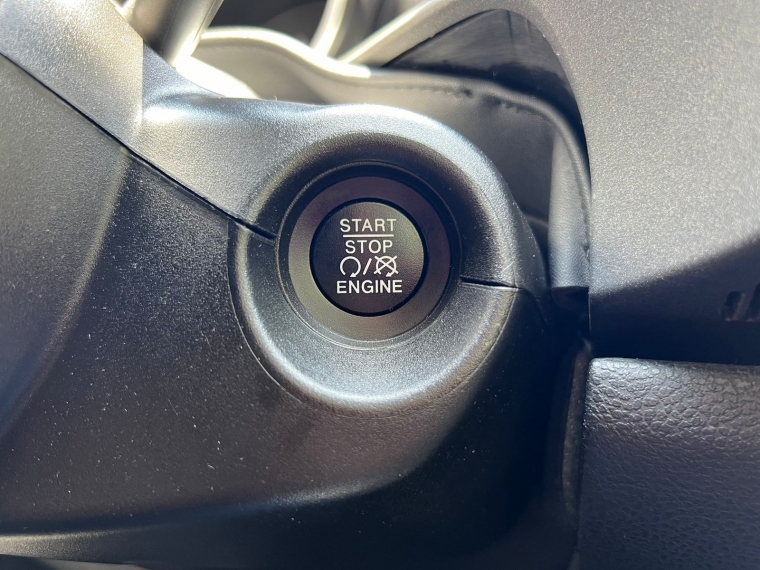 START
STOP
/
ENGINE